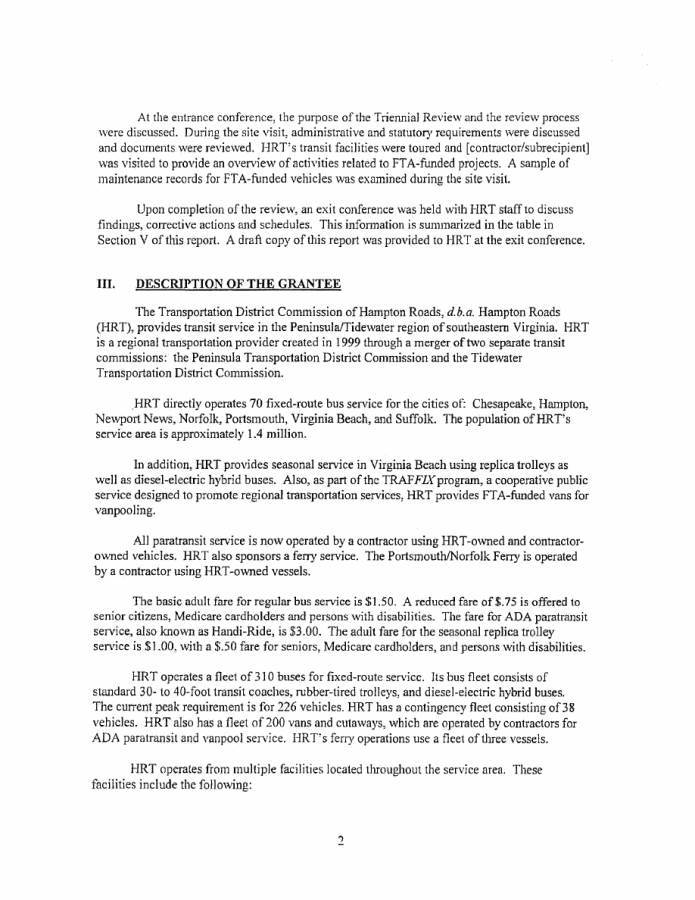 At the entrance conference, the purpose of the Triennial Review and the review process
were discussed. During the site visit, administrative and statutory requirements were discussed
and documents were reviewed. HRT's transit facilities were toured and [contractor/subrecipient]
was visited to provide an overview of activities related to FTA-funded projects. A sample of
maintenance records for FTA-funded vehicles was examined during the site visit.
Upon completion of the review, an exit conference was held with HRT staff to discuss
findings, corrective actions and schedules. This information is summarized in the table in
Section V of this report. A draft copy of this report was provided to HRT at the exit conference.
III. DESCRIPTION OF THE GRANTEE
The Transportation District Commission of Hampton Roads, d.b.a. Hampton Roads
(HRT), provides transit service in the Peninsula/Tidewater region of southeastern Virginia. HRT
is a regional transportation provider created in 1999 through a merger of two separate transit
commissions: the Peninsula Transportation District Commission and the Tidewater
Transportation District Commission.
HRT directly operates 70 fixed-route bus service for the cities of: Chesapeake, Hampton,
Newport News, Norfolk, Portsmouth, Virginia Beach, and Suffolk. The population of HRT's
service area is approximately 1.4 million.
In addition, HRT provides seasonal service in Virginia Beach using replica trolleys as
well as diesel-electric hybrid buses. Also, as part of the TRAFFIX program, a cooperative public
service designed to promote regional transportation services, HRT provides FTA-funded vans for
vanpooling.
All paratransit service is now operated by a contractor using HRT-owned and contractor-
owned vehicles. HRT also sponsors a ferry service. The Portsmouth/Norfolk Ferry is operated
by a contractor using HRT-owned vessels.
The basic adult fare for regular bus service is $1.50. A reduced fare of $.75 is offered to
senior citizens, Medicare cardholders and persons with disabilities. The fare for ADA paratransit
service, also known as Handi-Ride, is $3.00. The adult fare for the seasonal replica trolley
service is $1.00, with a $.50 fare for seniors, Medicare cardholders, and persons with disabilities.
HRT operates a fleet of 310 buses for fixed-route service. Its bus fleet consists of
standard 30- to 40-foot transit coaches, rubber-tired trolleys, and diesel-electric hybrid buses.
The current peak requirement is for 226 vehicles. HRT has a contingency fleet consisting of 38
vehicles. HRT also has a fleet of 200 vans and cutaways, which are operated by contractors for
ADA paratransit and vanpool service. HRT's ferry operations use a fleet of three vessels.
HRT operates from multiple facilities located throughout the service area. These
facilities include the following:
2